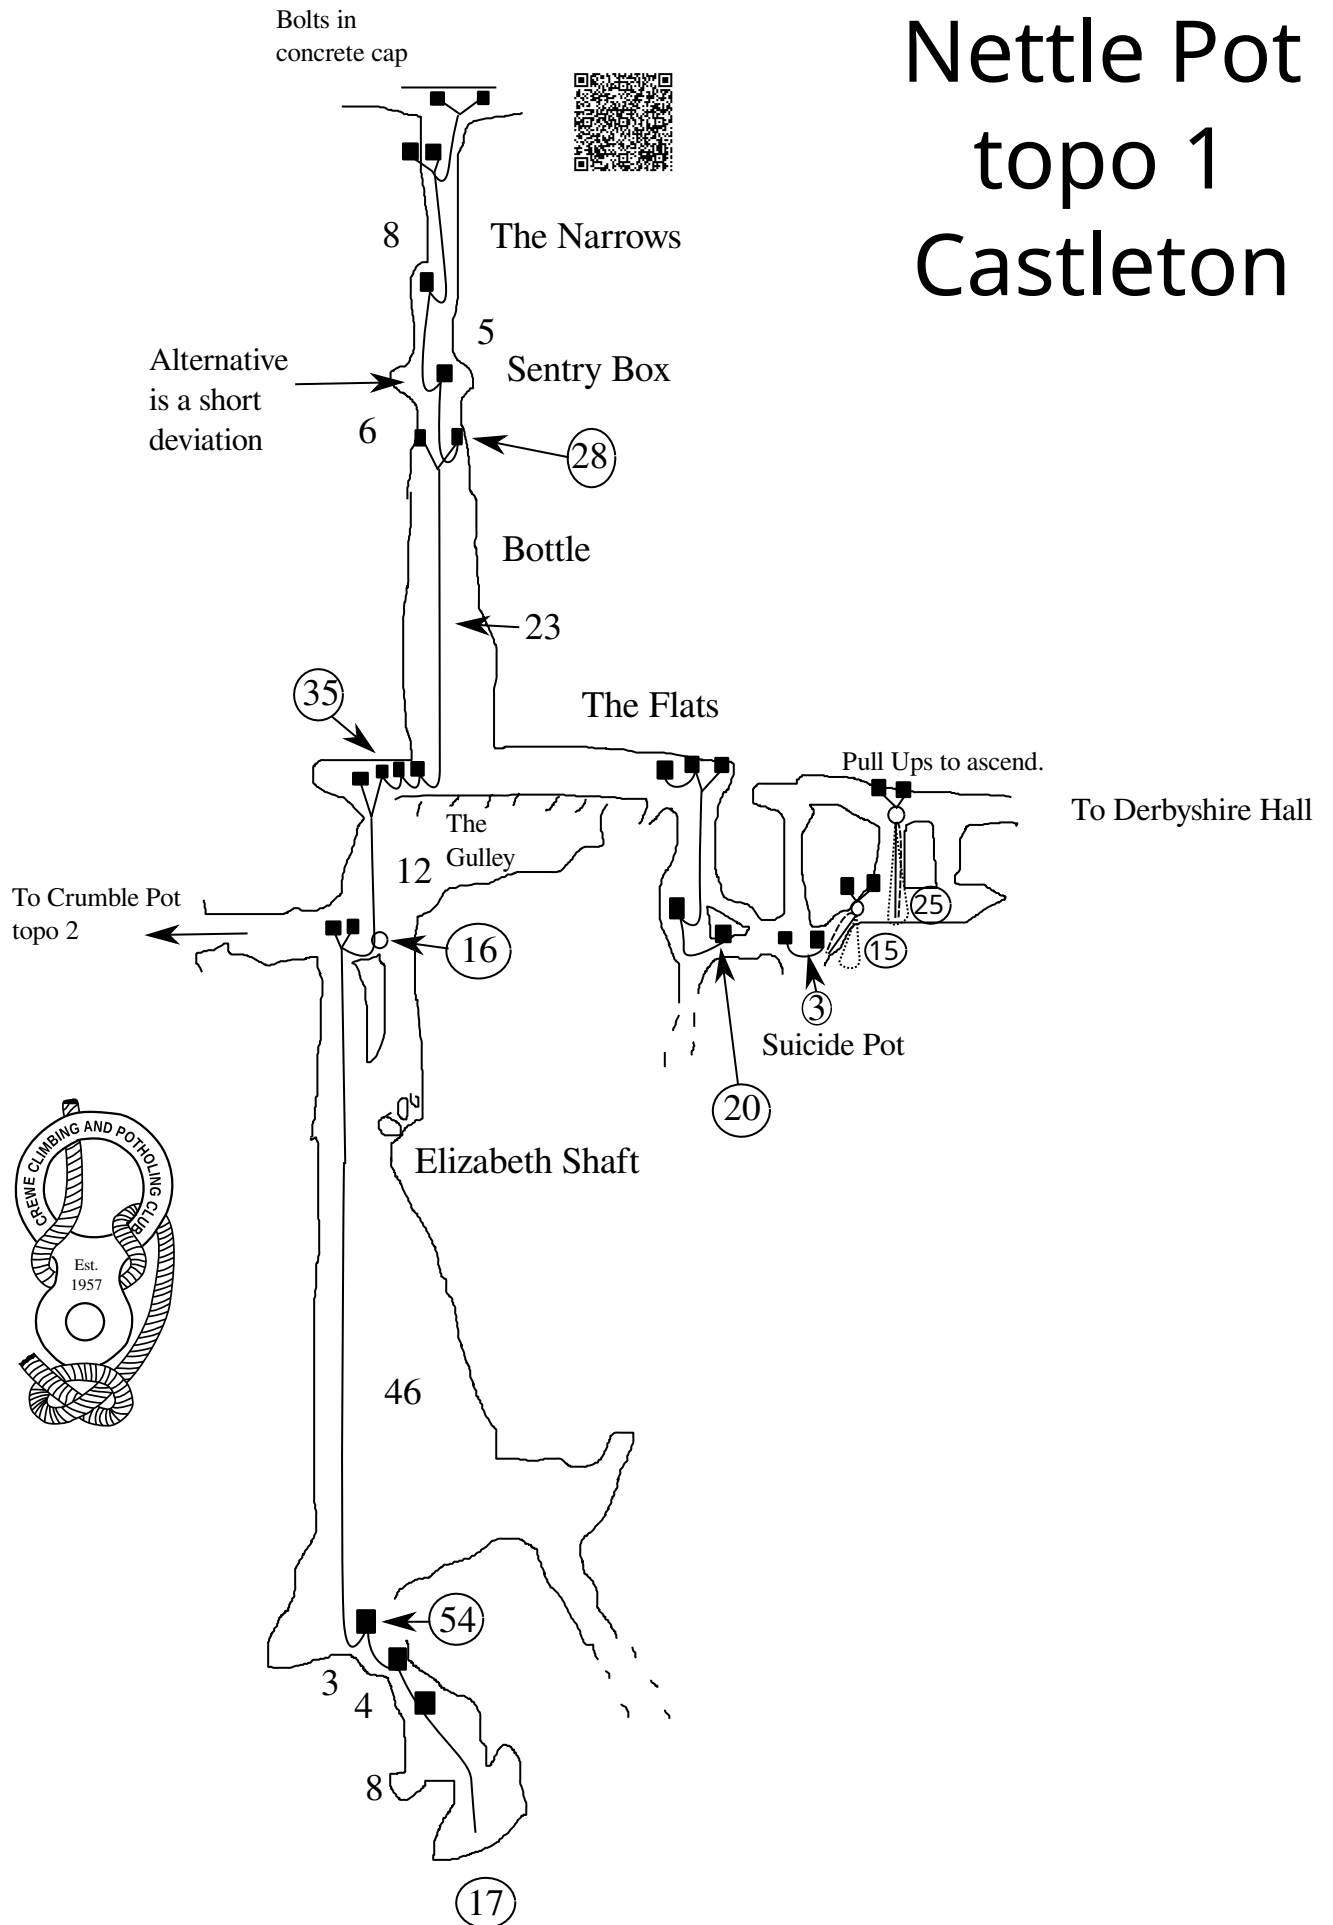 Bolts in
concrete cap
Nettle Pot
topo 1
Castleton
8
The Narrows
5
Alternative
is a short
deviation
Sentry Box
6
28
Bottle
23
35
The Flats
Pull Ups to ascend.
To Derbyshire Hall
The
Gulley
12
25
To Crumble Pot
topo 2
16
15
3
Suicide Pot
20
CREWE CLIMBING AND POTHOLING CLUB
Est.
1957
Elizabeth Shaft
46
54
3
4
8
17